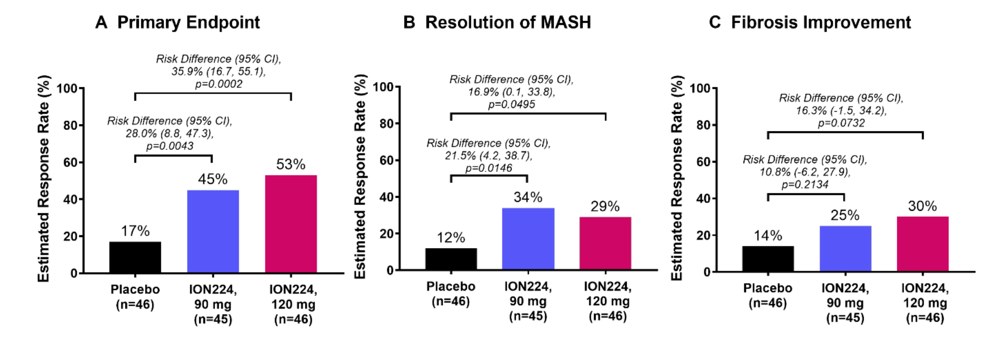 A Primary Endpoint
Estimated Response Rate (%)
100
80
60
40
20
0
Risk Difference (95% CI),
35.9% (16.7, 55.1),
p=0.0002
Risk Difference (95% CI),
28.0% (8.8, 47.3),
p=0.0043
17%
45%
53%
Placebo
(n=46)
ION224,
90 mg
(n=45)
ION224,
120 mg
(n=46)
B Resolution of MASH
Estimated Response Rate (%)
100
80
60
40
20
0
Risk Difference (95% CI),
16.9% (0.1, 33.8),
p=0.0495
Risk Difference (95% CI),
21.5% (4.2, 38.7),
p=0.0146
12%
34%
29%
Placebo
(n=46)
ION224,
90 mg
(n=45)
ION224,
120 mg
(n=46)
C Fibrosis Improvement
Estimated Response Rate (%)
100
80
60
40
20
0
Risk Difference (95% CI),
16.3% (-1.5, 34.2),
p=0.0732
Risk Difference (95% CI),
10.8% (-6.2, 27.9),
p=0.2134
14%
25%
30%
Placebo
(n=46)
ION224,
90 mg
(n=45)
ION224,
120 mg
(n=46)